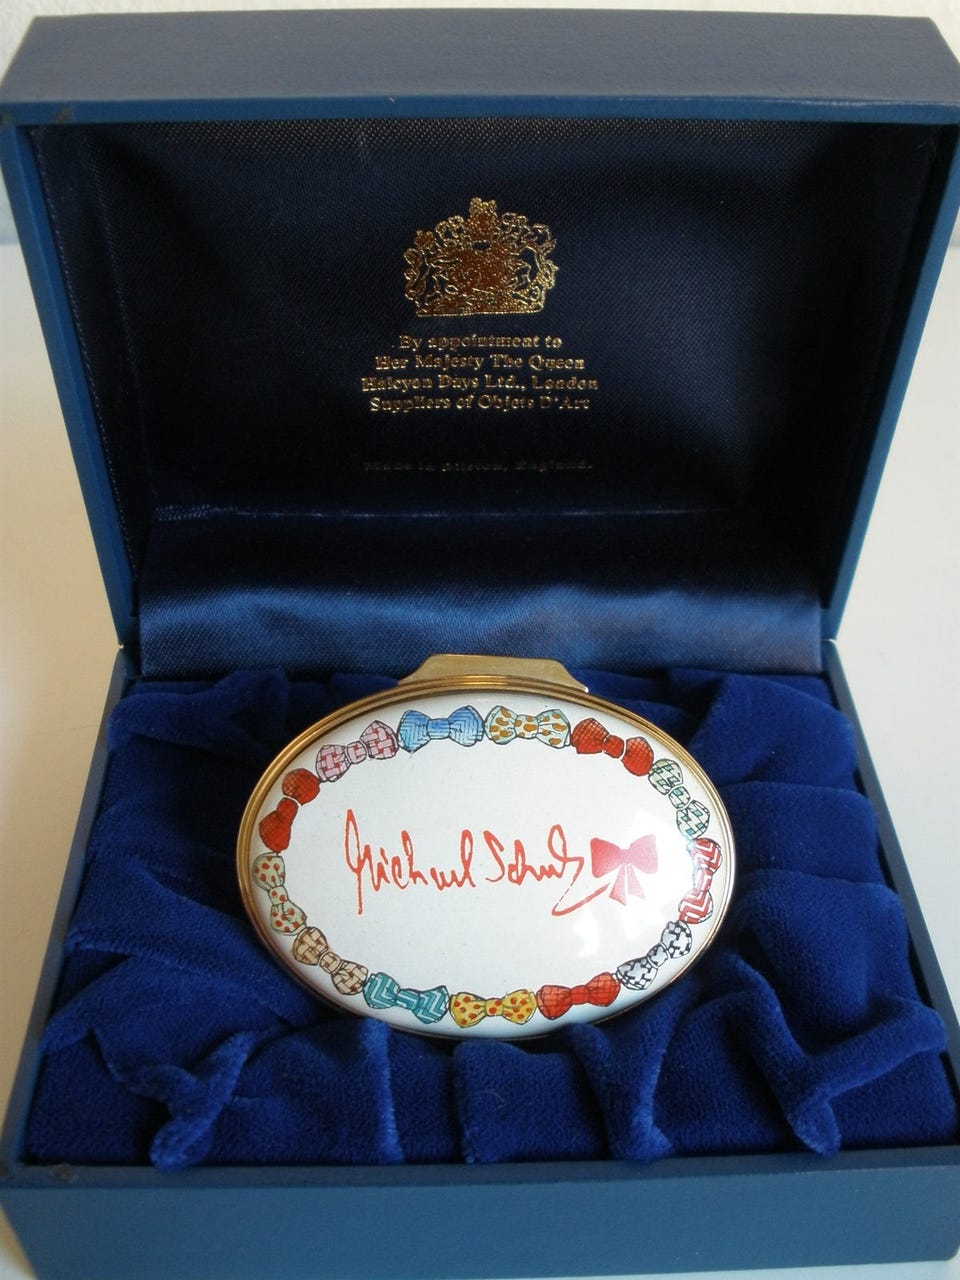 By appointment to
Her Majesty The Queen
Halcyon Days Ltd., London
Suppliers of Objets D'Art
Made in Bilston, England.
Michael Schulz